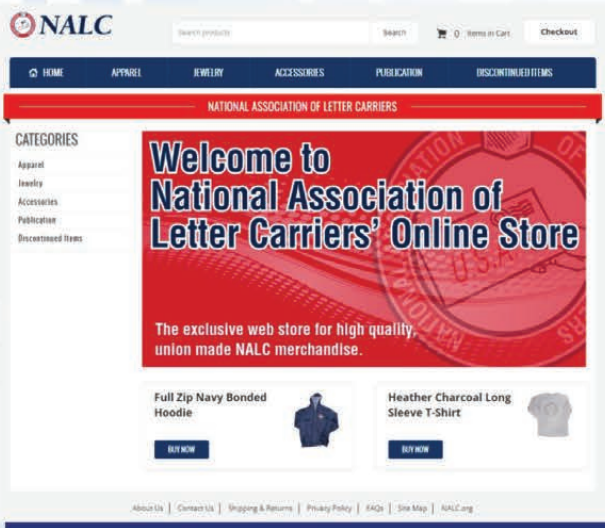 NALC
Search products
Search
0 items in Cart
Checkout
HOME
APPAREL
JEWELRY
ACCESSORIES
PUBLICATION
DISCONTINUED ITEMS
NATIONAL ASSOCIATION OF LETTER CARRIERS
CATEGORIES
Apparel
Jewelry
Accessories
Publication
Discontinued Items
Welcome to
National Association of
Letter Carriers' Online Store
The exclusive web store for high quality,
union made NALC merchandise.
U.S.A
Full Zip Navy Bonded
Hoodie
BUY NOW
Heather Charcoal Long
Sleeve T-Shirt
BUY NOW
About Us | Contact Us | Shipping & Returns | Privacy Policy | FAQs | Site Map | NALC.org